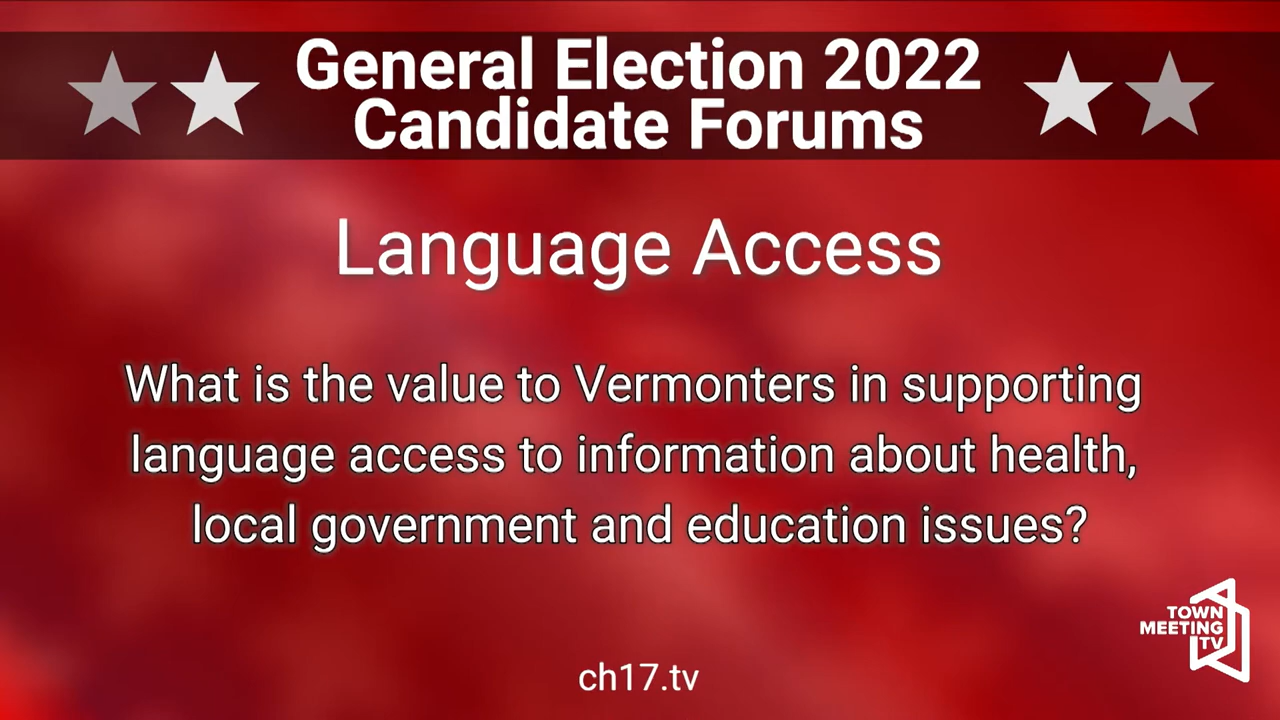 General Election 2022
Candidate Forums
Language Access
What is the value to Vermonters in supporting
language access to information about health,
local government and education issues?
TOWN
MEETING
TV
ch17.tv